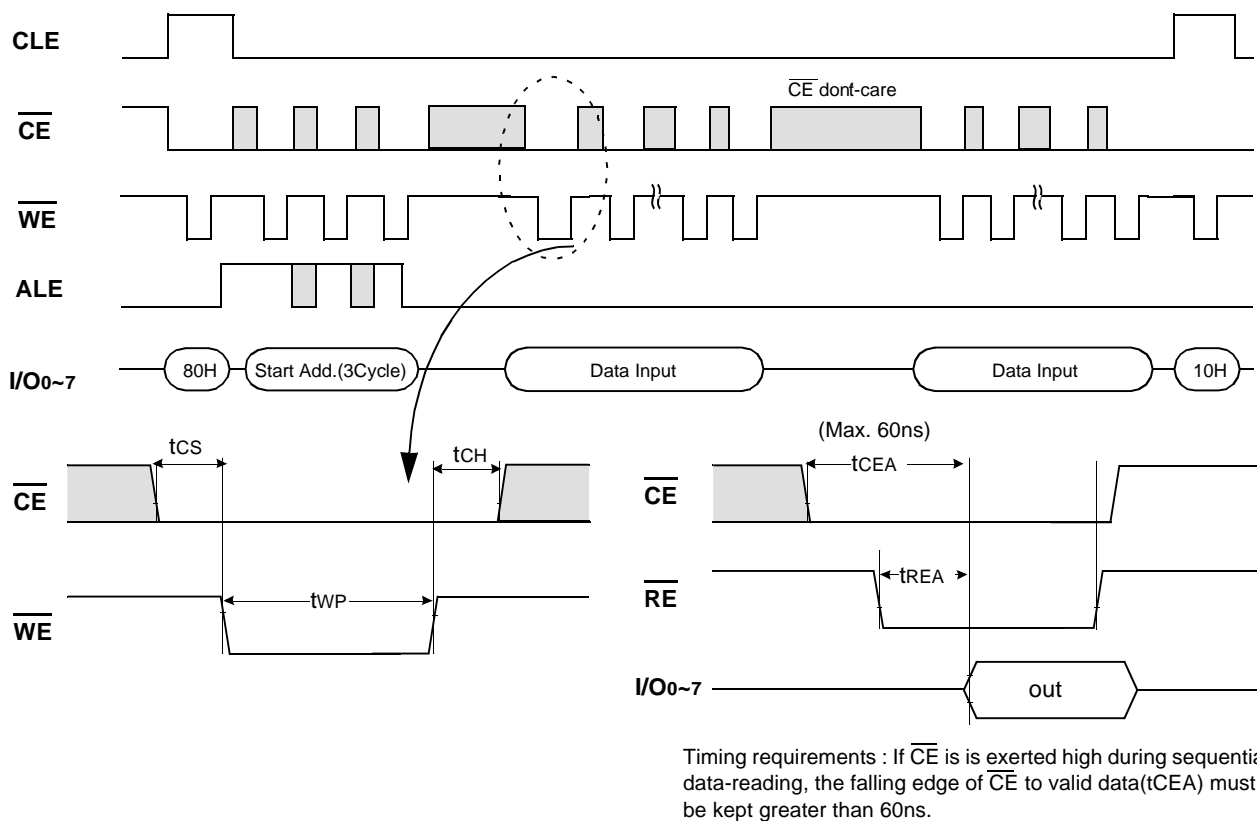 CLE
CE
CE dont-care
WE
ALE
I/O0~7
80H
Start Add.(3Cycle)
Data Input
Data Input
10H
tCS
tCH
CE
tWP
WE
(Max. 60ns)
tCEA
CE
tREA
RE
I/O0~7
out
Timing requirements : If CE is is exerted high during sequentia
data-reading, the falling edge of CE to valid data(tCEA) must
be kept greater than 60ns.